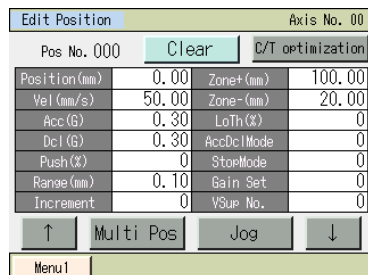 Edit Position Axis No. 00
Pos No. 000 Clear C/T optimization
Position(mm) 0.00 Zone+(mm) 100.00
Vel(mm/s) 50.00 Zone-(mm) 20.00
Acc(G) 0.30 LoTh(%) 0
Dcl(G) 0.30 AccDclMode 0
Push(%) 0 StopMode 0
Range(mm) 0.10 Gain Set 0
Increment 0 VSup No. 0
↑ Multi Pos Jog ↓
Menu1